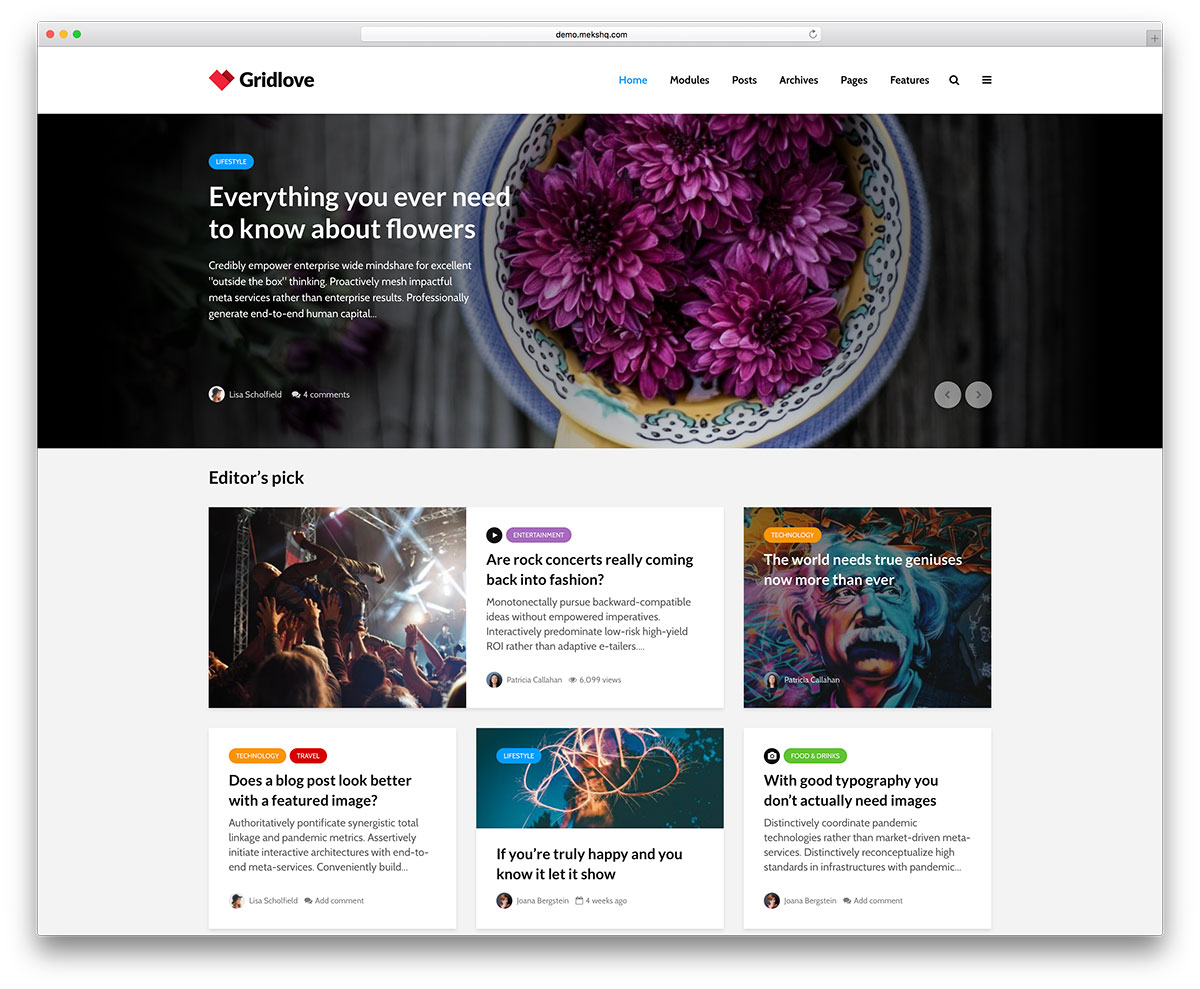 demo.mekshq.com
Gridlove
Home Modules Posts Archives Pages Features
LIFESTYLE
Everything you ever need
to know about flowers
Credibly empower enterprise wide mindshare for excellent
"outside the box" thinking. Proactively mesh impactful
meta services rather than enterprise results. Professionally
generate end-to-end human capital...
Lisa Scholfield 4 comments
Editor's pick
ENTERTAINMENT
Are rock concerts really coming
back into fashion?
Monotonectally pursue backward-compatible
ideas without empowered imperatives.
Interactively predominate low-risk high-yield
ROI rather than adaptive e-tailers....
Patricia Callahan 6,099 views
TECHNOLOGY
The world needs true geniuses
now more than ever
Patricia Callahan
TECHNOLOGY TRAVEL
Does a blog post look better
with a featured image?
Authoritatively pontificate synergistic total
linkage and pandemic metrics. Assertively
initiate interactive architectures with end-to-
end meta-services. Conveniently build...
Lisa Scholfield Add comment
LIFESTYLE
If you're truly happy and you
know it let it show
Joana Bergstein 4 weeks ago
FOOD & DRINKS
With good typography you
don't actually need images
Distinctively coordinate pandemic
technologies rather than market-driven meta-
services. Distinctively reconceptualize high
standards in infrastructures with pandemic...
Joana Bergstein Add comment